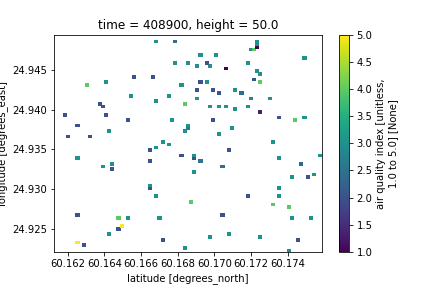 time = 408900, height = 50.0
24.945
24.940
24.935
24.930
24.925
longitude [degrees_east]
60.162 60.164 60.166 60.168 60.170 60.172 60.174
latitude [degrees_north]
5.0
4.5
4.0
3.5
3.0
2.5
2.0
1.5
1.0
air quality index [unitless,
1.0 to 5.0] [None]